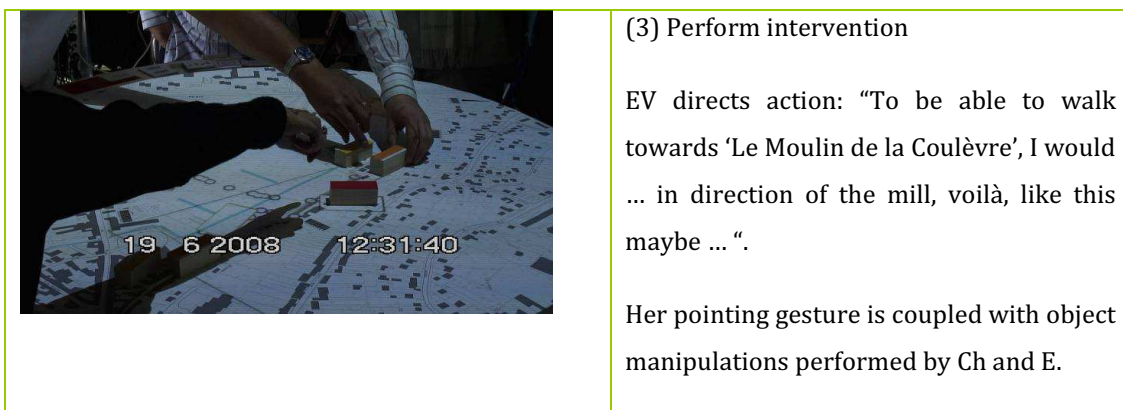 19 6 2008 12:31:40
(3) Perform intervention
EV directs action: “To be able to walk
towards ‘Le Moulin de la Coulèvre’, I would
… in direction of the mill, voilà, like this
maybe … “.
Her pointing gesture is coupled with object
manipulations performed by Ch and E.